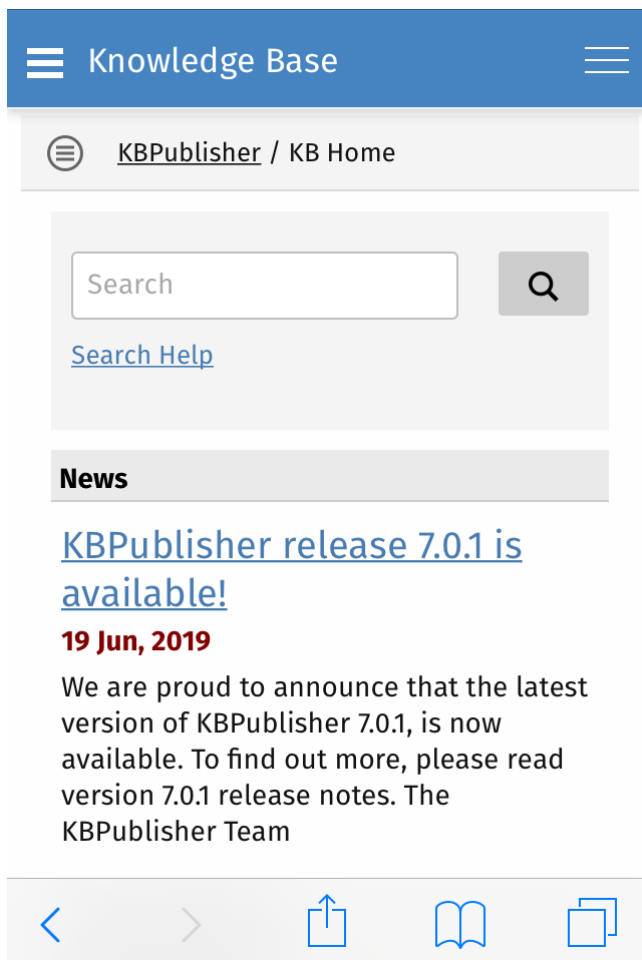 Knowledge Base
KBPublisher / KB Home
Search
Search Help
News
KBPublisher release 7.0.1 is
available!
19 Jun, 2019
We are proud to announce that the latest
version of KBPublisher 7.0.1, is now
available. To find out more, please read
version 7.0.1 release notes. The
KBPublisher Team